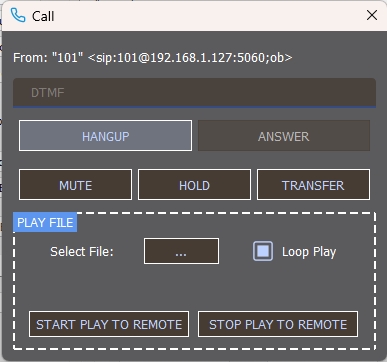 Call
From: "101" <sip:101@192.168.1.127:5060;ob>
DTMF
HANGUP ANSWER
MUTE HOLD TRANSFER
PLAY FILE
Select File: ... Loop Play
START PLAY TO REMOTE STOP PLAY TO REMOTE